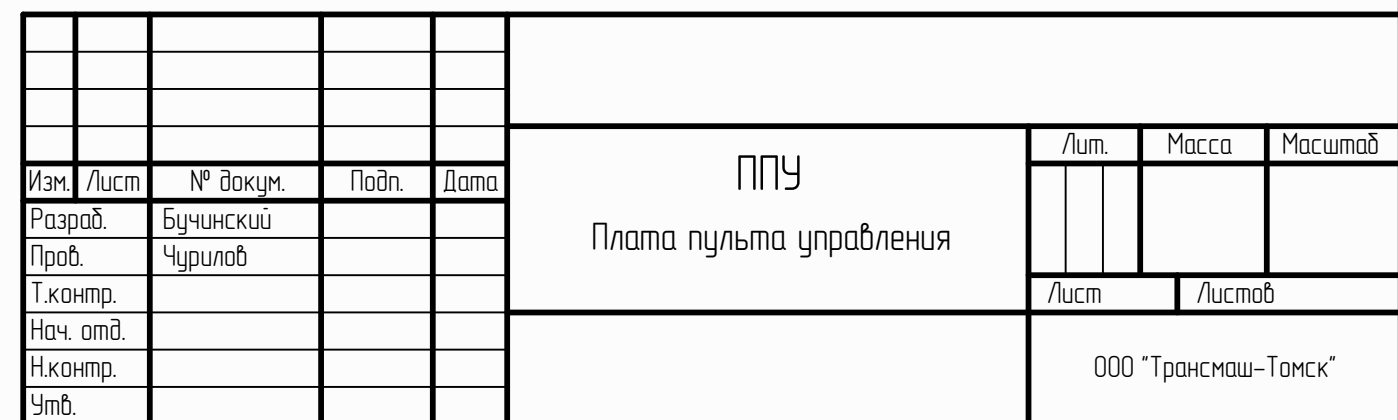 ППУ
Плата пульта управления
Лит. Масса Масштаб
Изм. Лист № докум. Подп. Дата
Разраб. Бучинский
Пров. Чурилов
Т.контр.
Лист Листов
Нач. отд.
Н.контр.
ООО "Трансмаш-Томск"
Утв.